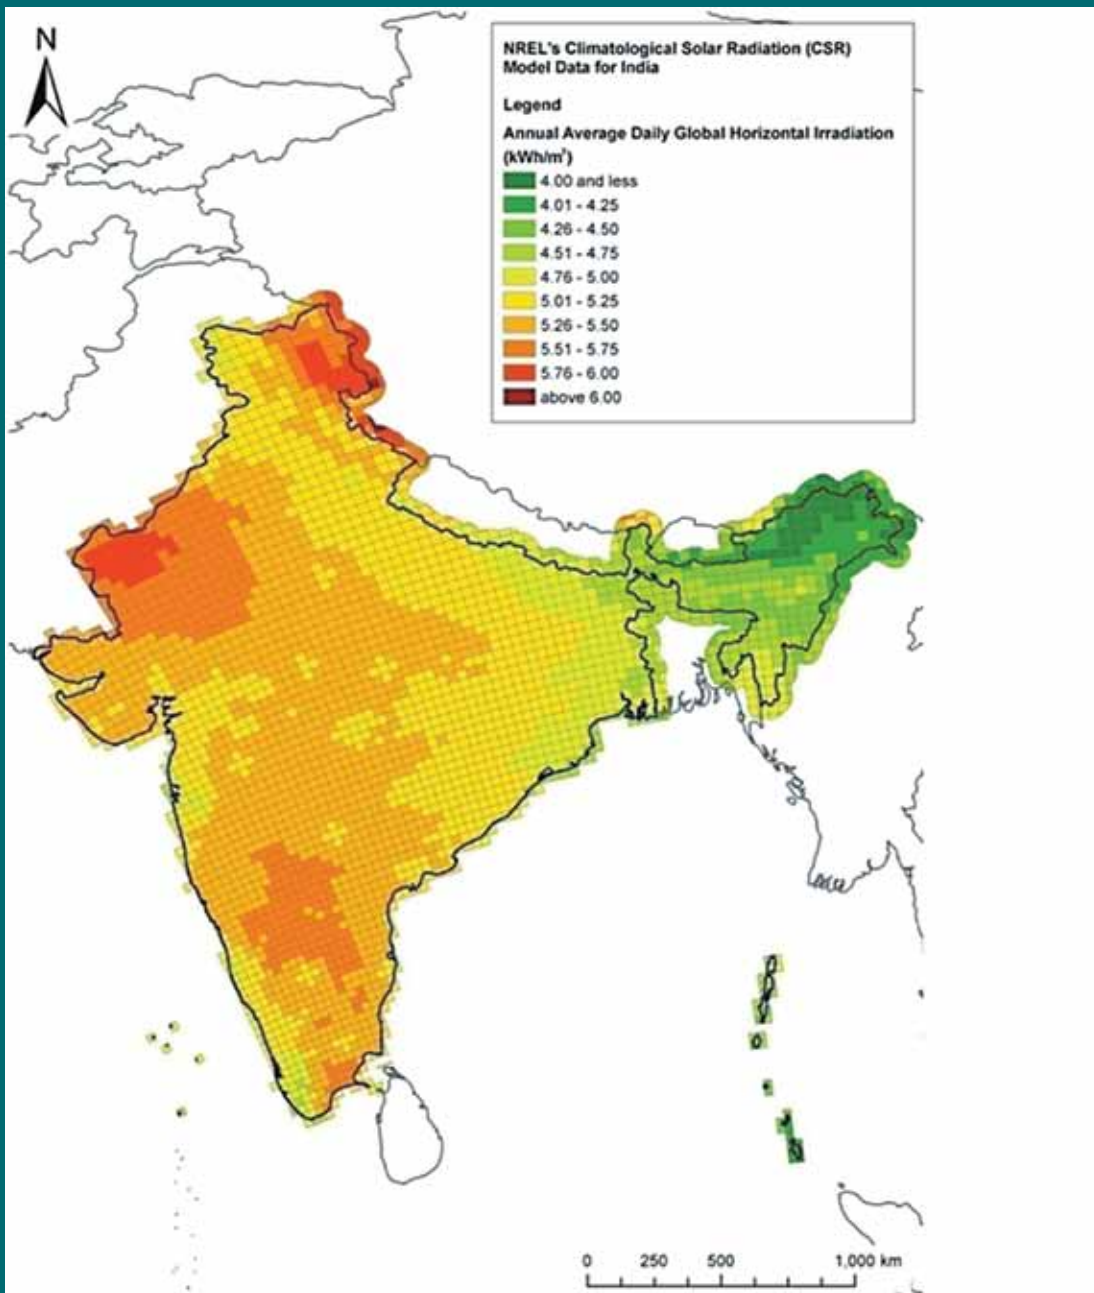 N
NREL's Climatological Solar Radiation (CSR)
Model Data for India
Legend
Annual Average Daily Global Horizontal Irradiation
(kWh/m²)
4.00 and less
4.01 - 4.25
4.26 - 4.50
4.51 - 4.75
4.76 - 5.00
5.01 - 5.25
5.26 - 5.50
5.51 - 5.75
5.76 - 6.00
above 6.00
0 250 500 1,000 km